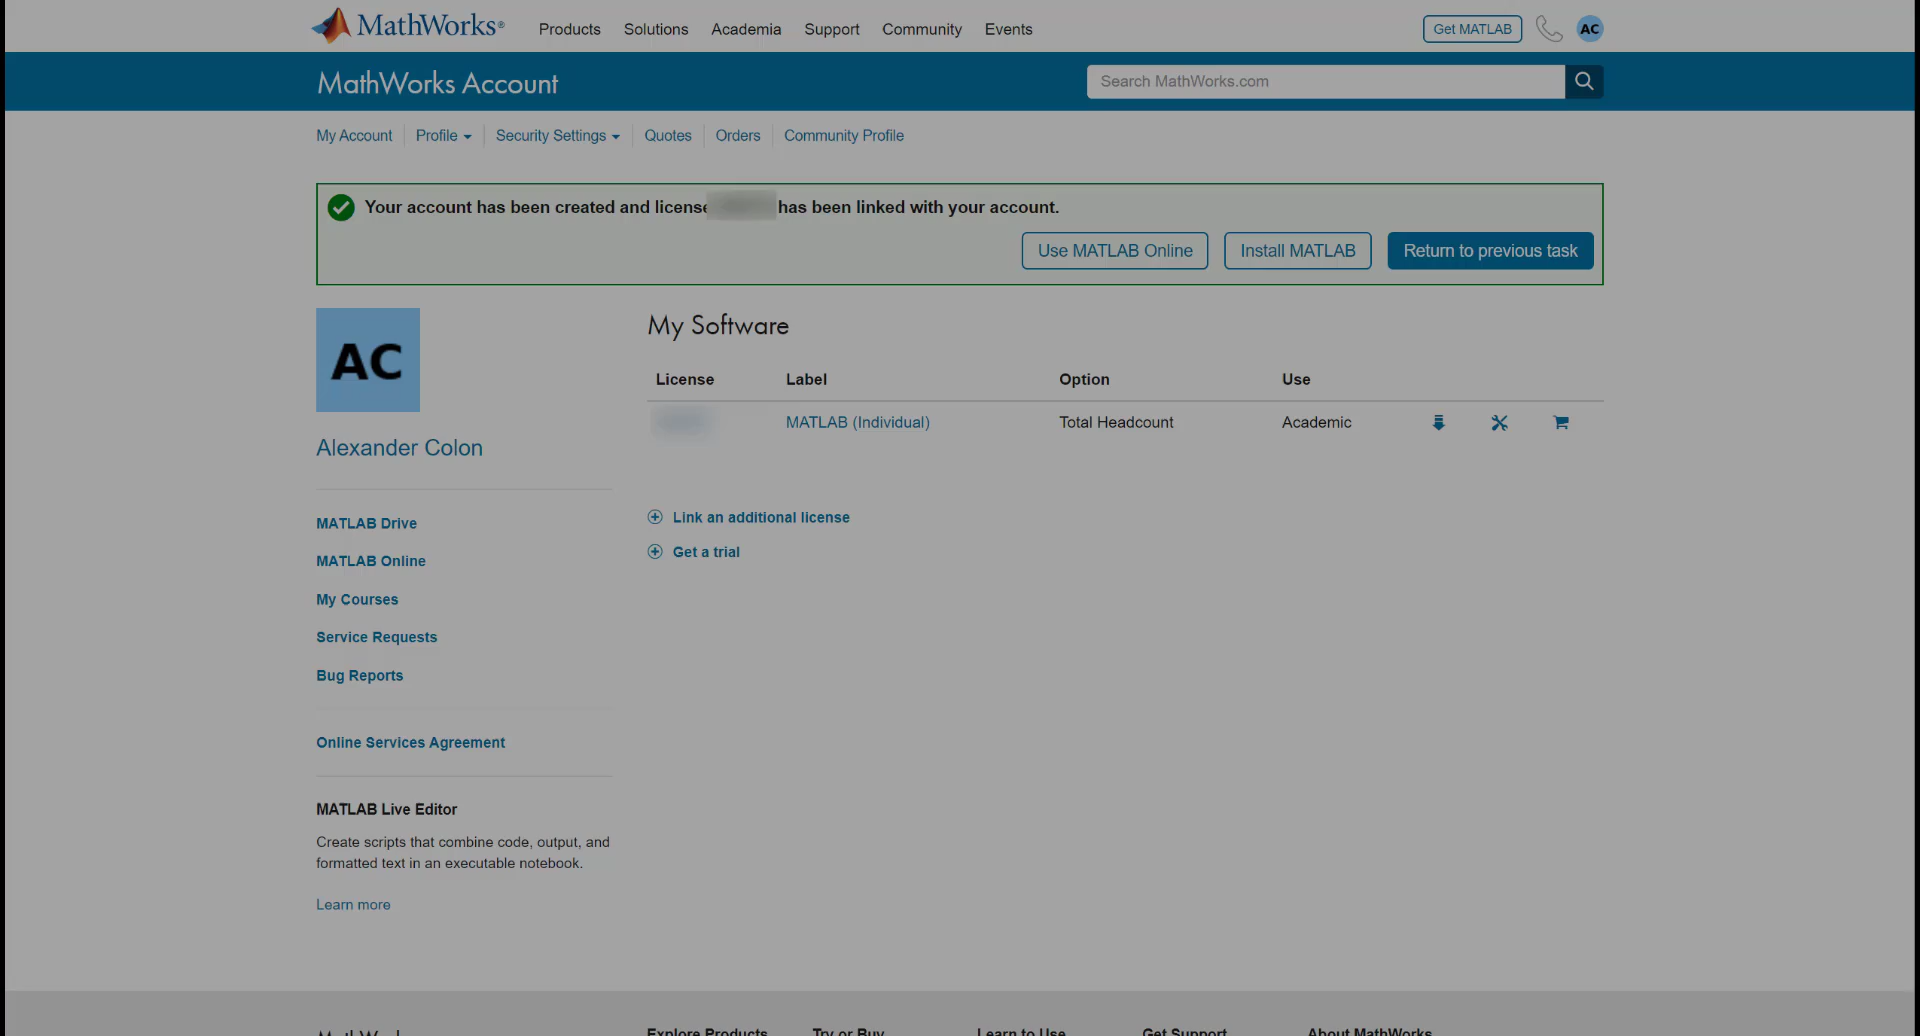 MathWorks®
Products Solutions Academia Support Community Events
Get MATLAB
AC
MathWorks Account
Search MathWorks.com
My Account Profile Security Settings Quotes Orders Community Profile
Your account has been created and license has been linked with your account.
Use MATLAB Online Install MATLAB Return to previous task
AC
Alexander Colon
MATLAB Drive
MATLAB Online
My Courses
Service Requests
Bug Reports
Online Services Agreement
MATLAB Live Editor
Create scripts that combine code, output, and
formatted text in an executable notebook.
Learn more
My Software
License Label Option Use
MATLAB (Individual) Total Headcount Academic
Link an additional license
Get a trial
MathWorks
Explore Products Try or Buy Learn to Use Get Support About MathWorks